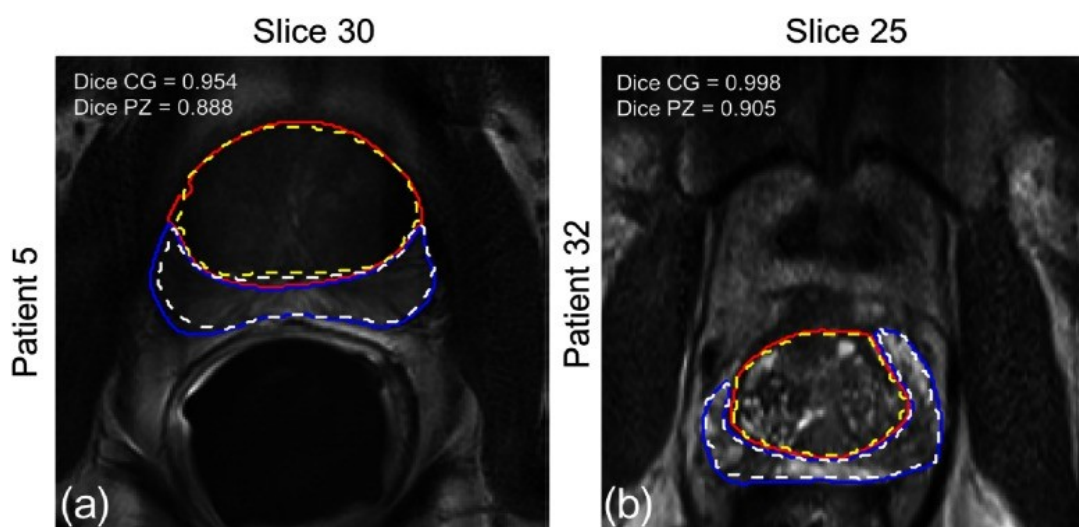 Slice 30
Slice 25
Patient 5
Dice CG = 0.954
Dice PZ = 0.888
(a)
Patient 32
Dice CG = 0.998
Dice PZ = 0.905
(b)